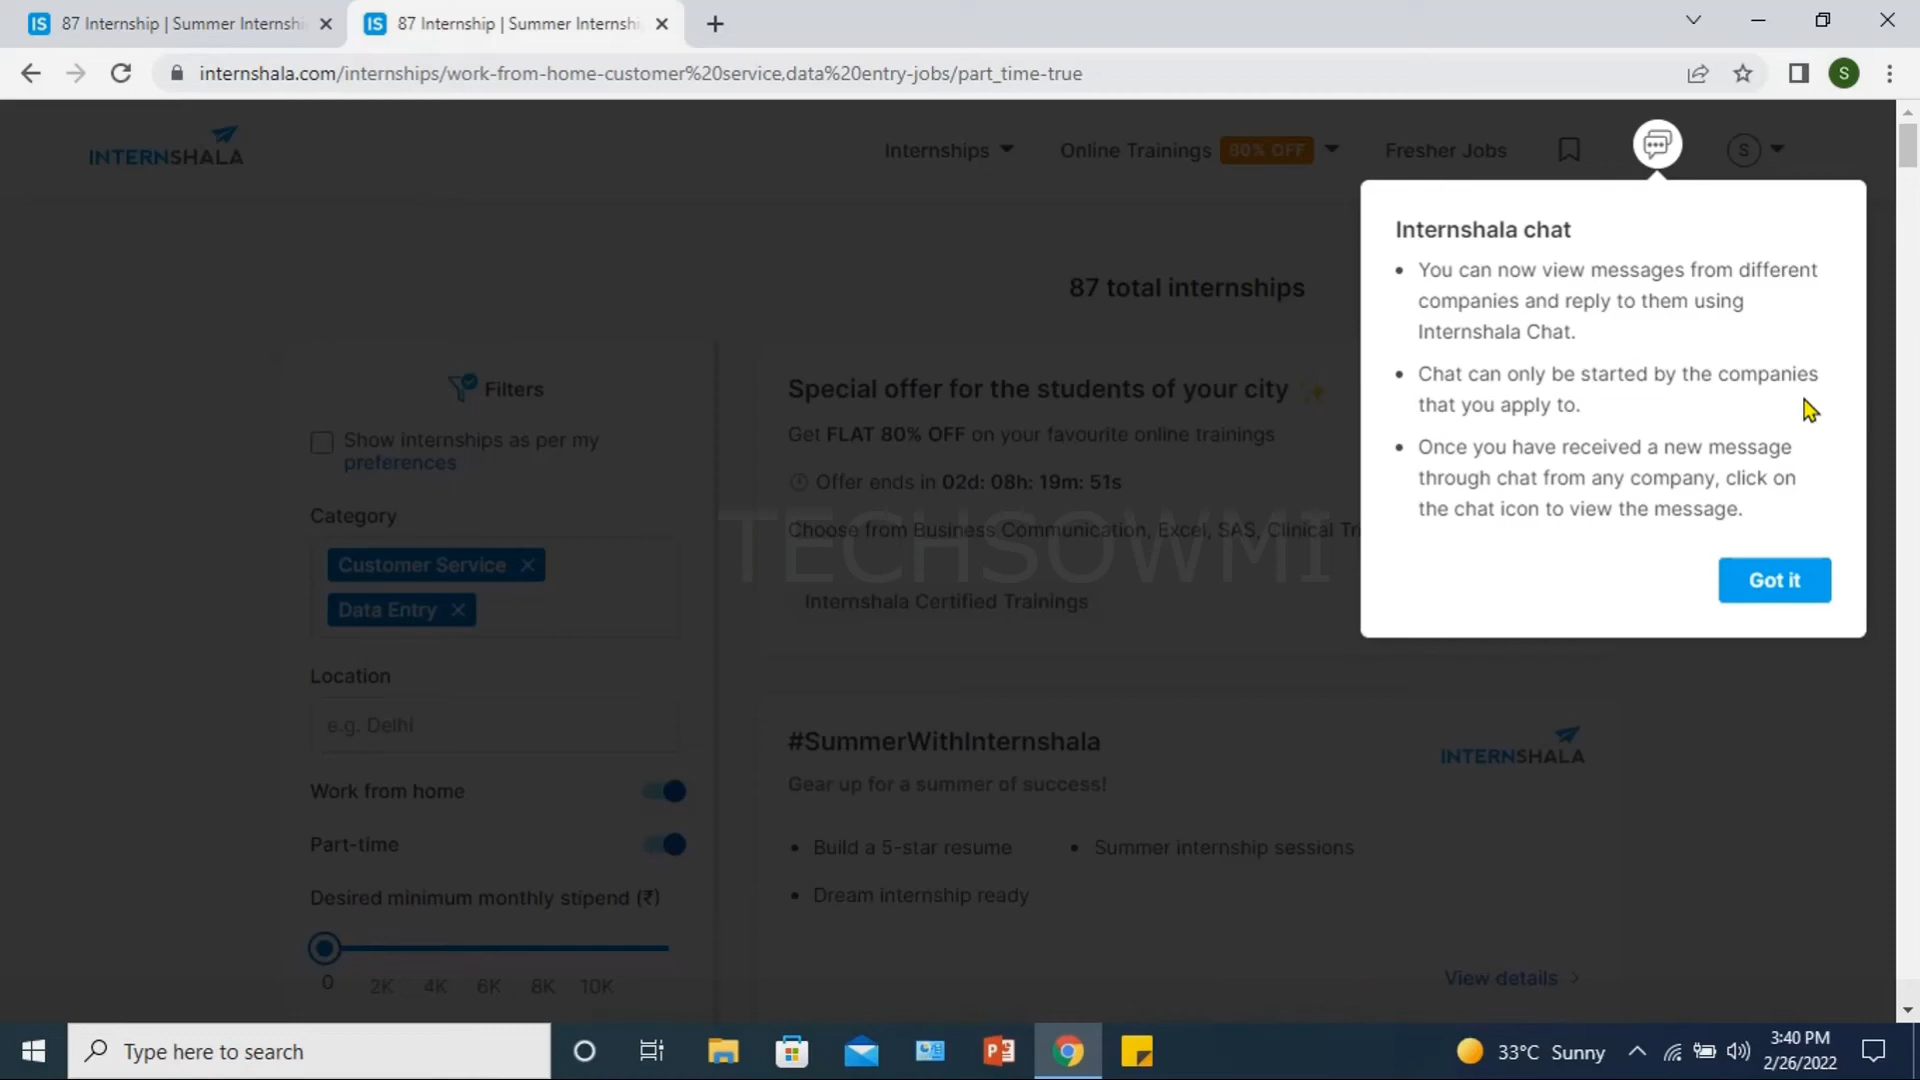 87 Internship | Summer Internshi
87 Internship | Summer Internshi
internshala.com/internships/work-from-home-customer%20service,data%20entry-jobs/part_time-true
S
INTERNSHALA
Internships
Online Trainings
80% OFF
Fresher Jobs
S
87 total internships
Internshala chat
• You can now view messages from different
companies and reply to them using
Internshala Chat.
• Chat can only be started by the companies
that you apply to.
• Once you have received a new message
through chat from any company, click on
the chat icon to view the message.
Got it
Filters
Show internships as per my
preferences
Category
Customer Service
Data Entry
Location
e.g. Delhi
Work from home
Part-time
Desired minimum monthly stipend (₹)
0 2K 4K 6K 8K 10K
Special offer for the students of your city
Get FLAT 80% OFF on your favourite online trainings
Offer ends in 02d: 08h: 19m: 51s
Choose from Business Communication, Excel, SAS, Clinical Tr
TECHSOWMI
Internshala Certified Trainings
#SummerWithInternshala
Gear up for a summer of success!
INTERNSHALA
• Build a 5-star resume
• Summer internship sessions
• Dream internship ready
View details
Type here to search
33°C Sunny
3:40 PM
2/26/2022